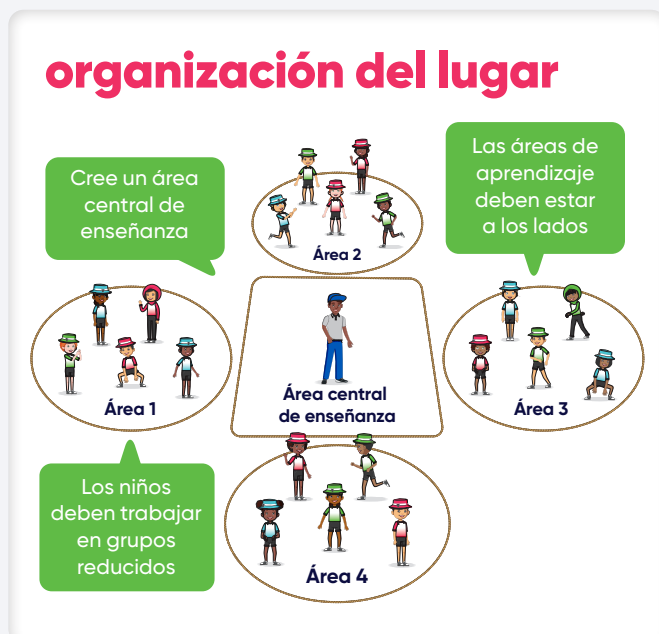 organización del lugar
Cree un área
central de
enseñanza
Las áreas de
aprendizaje
deben estar
a los lados
Área 2
Área 1
Área central
de enseñanza
Área 3
Los niños
deben trabajar
en grupos
reducidos
Área 4